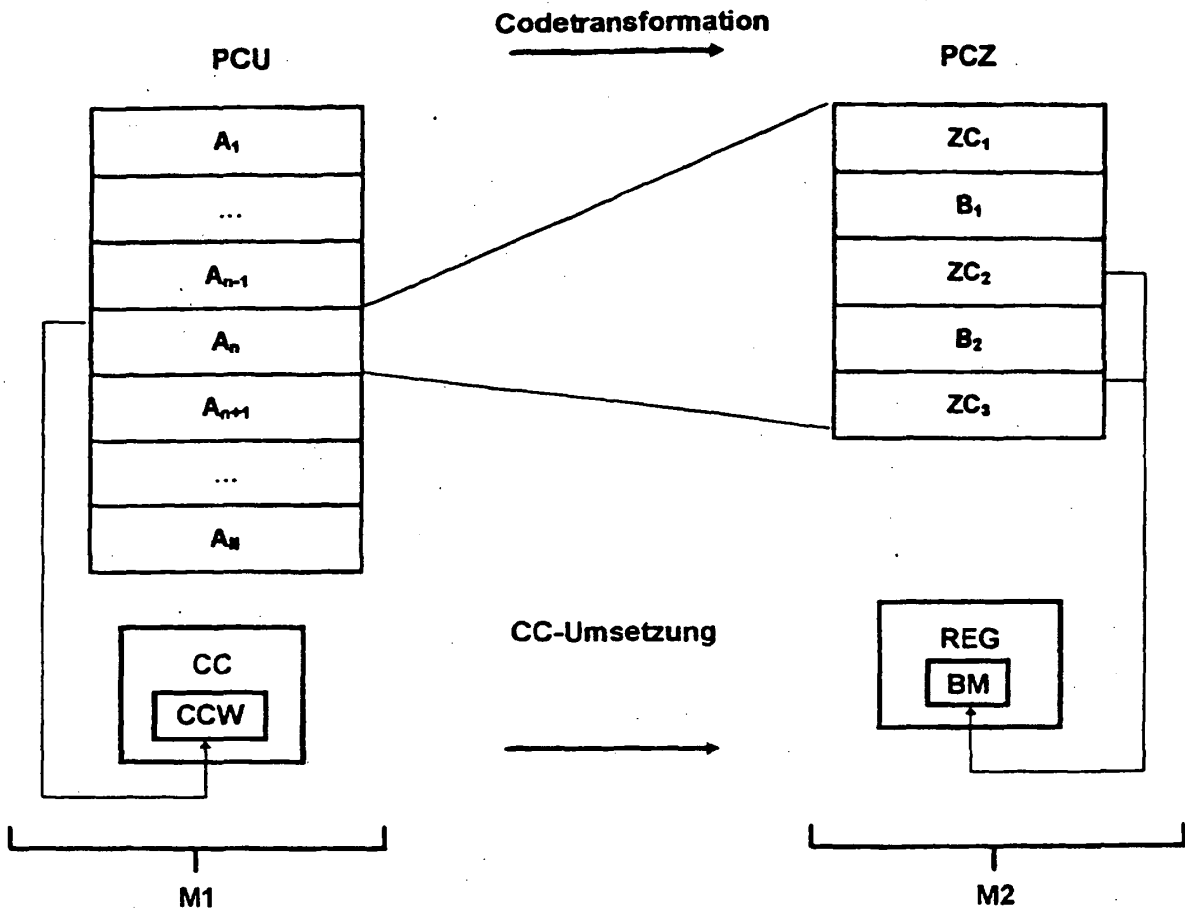 Codetransformation
PCU
PCZ
A₁
...
Aₙ₋₁
Aₙ
Aₙ₊₁
...
A_N
ZC₁
B₁
ZC₂
B₂
ZC₃
CC-Umsetzung
CC
CCW
REG
BM
M1
M2